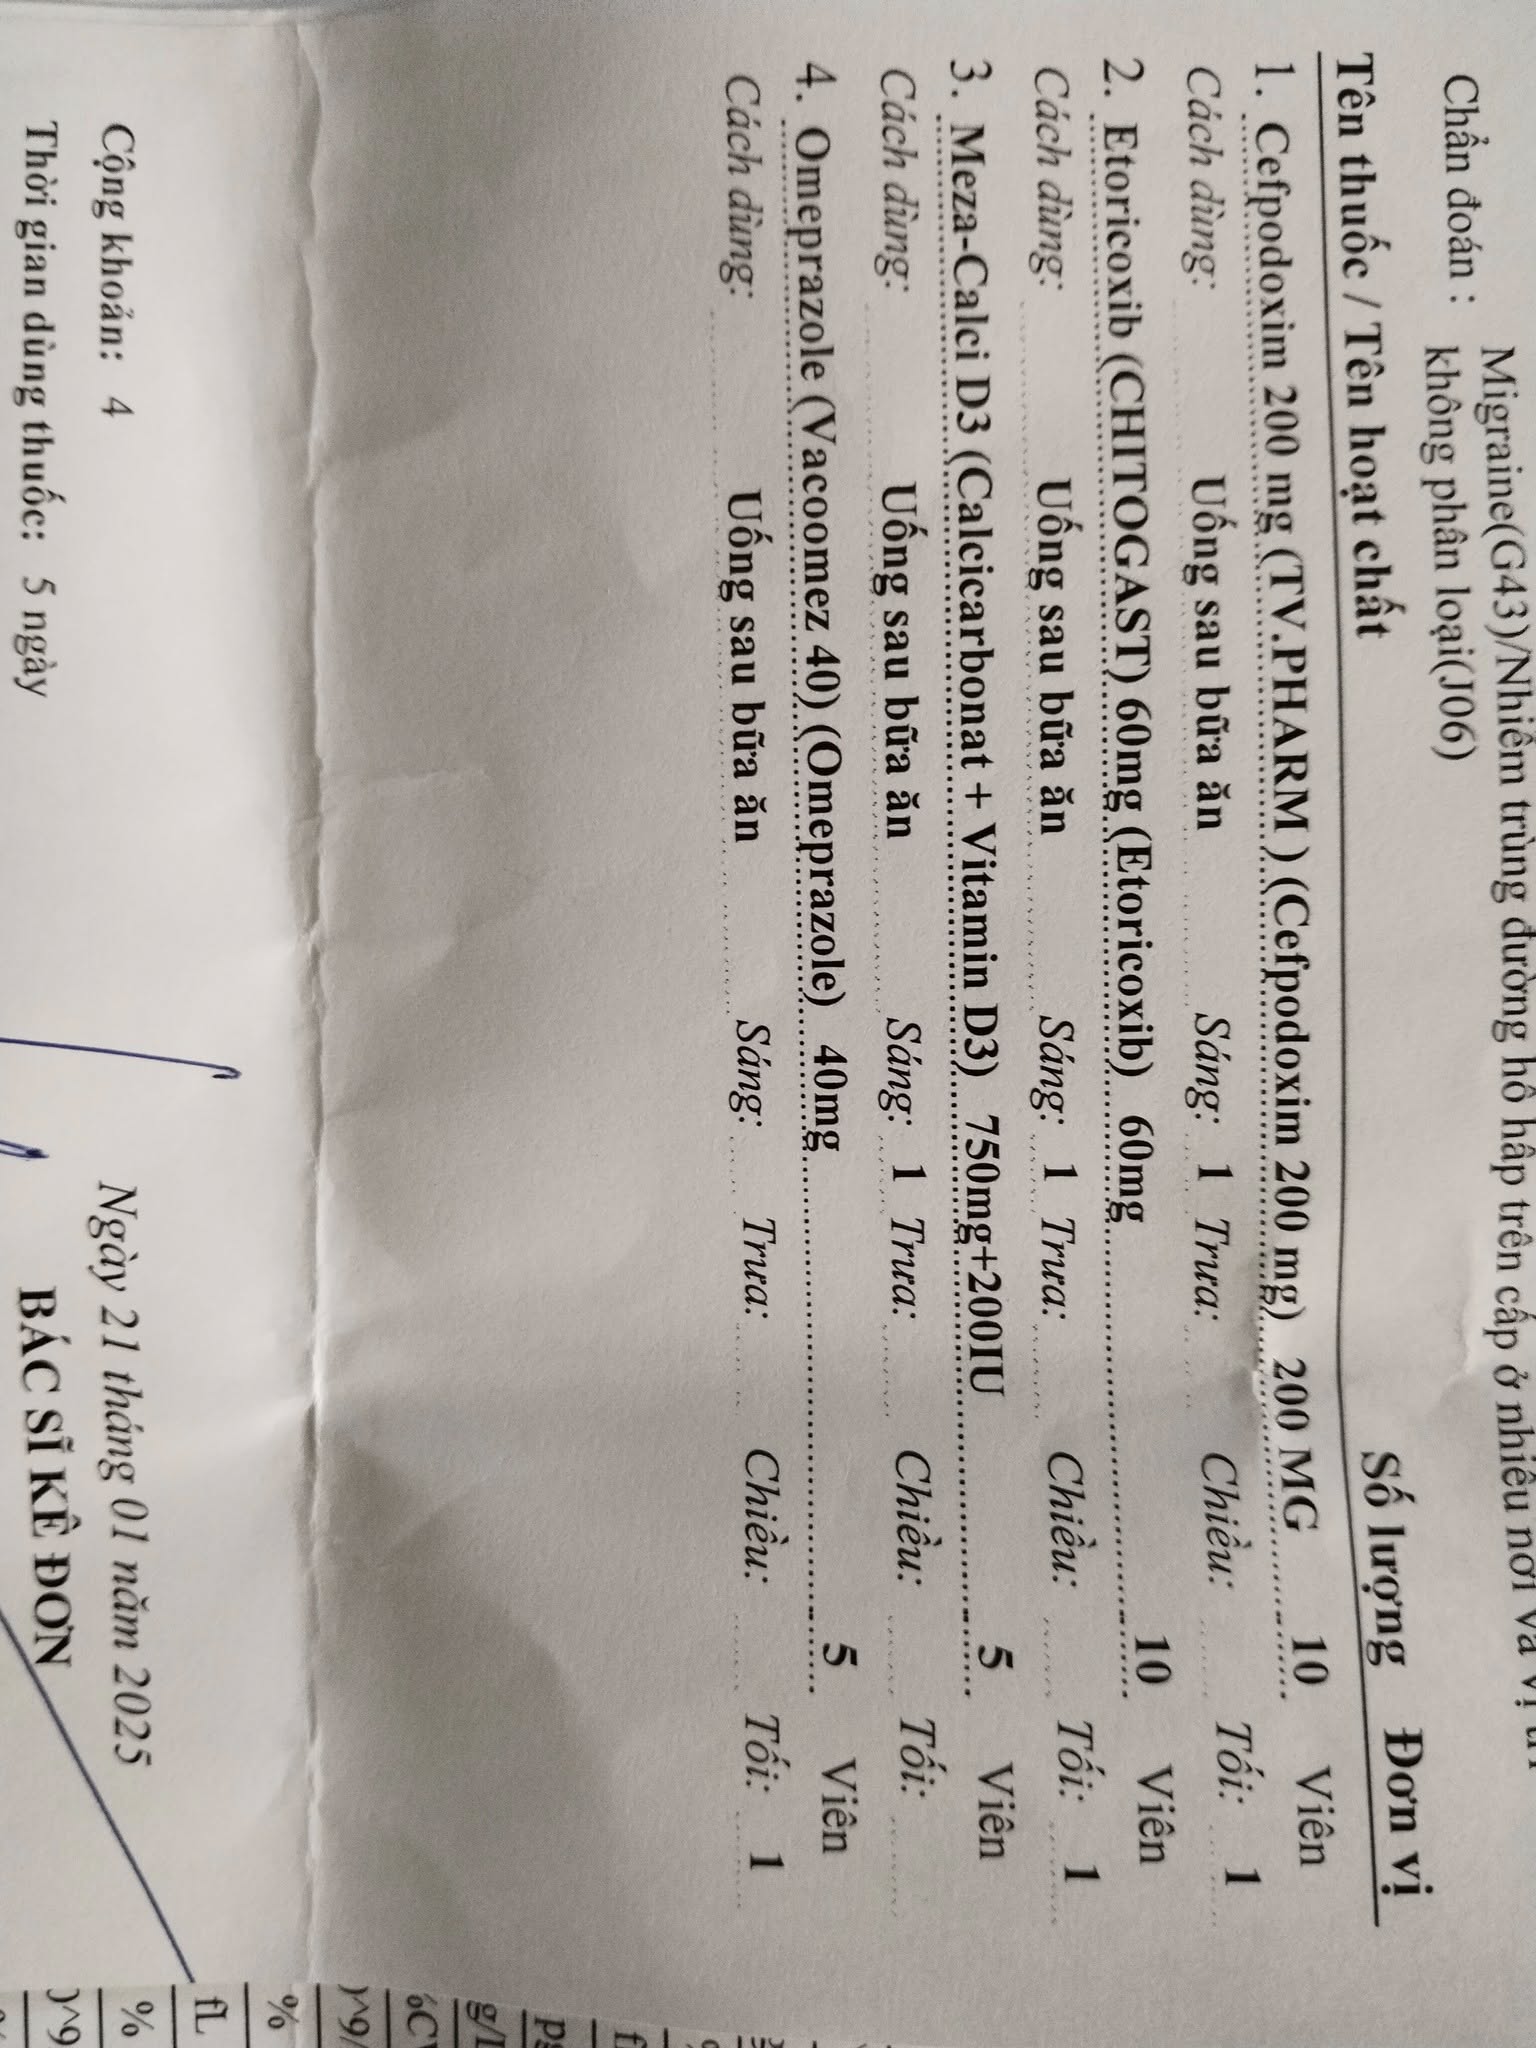 Migraine(G43)/Nhiễm trùng đường hô hấp trên cấp ở nhiều nơi và vị trí
Chẩn đoán :
không phân loại(J06)
Tên thuốc / Tên hoạt chất Số lượng Đơn vị
1. Cefpodoxim 200 mg (TV.PHARM ) (Cefpodoxim 200 mg) 200 MG 10 Viên
Cách dùng: Uống sau bữa ăn Sáng: 1 Trưa: Chiều: Tối: 1
2. Etoricoxib (CHITOGAST) 60mg (Etoricoxib) 60mg 10 Viên
Cách dùng: Uống sau bữa ăn Sáng: 1 Trưa: Chiều: Tối: 1
3. Meza-Calci D3 (Calcicarbonat + Vitamin D3) 750mg+200IU 5 Viên
Cách dùng: Uống sau bữa ăn Sáng: 1 Trưa: Chiều: Tối:
4. Omeprazole (Vacoomez 40) (Omeprazole) 40mg 5 Viên
Cách dùng: Uống sau bữa ăn Sáng: Trưa: Chiều: Tối: 1
g/L
)^9/
%
fL
%
)^9
Cộng khoản: 4
Ngày 21 tháng 01 năm 2025
Thời gian dùng thuốc: 5 ngày
BÁC SĨ KÊ ĐƠN